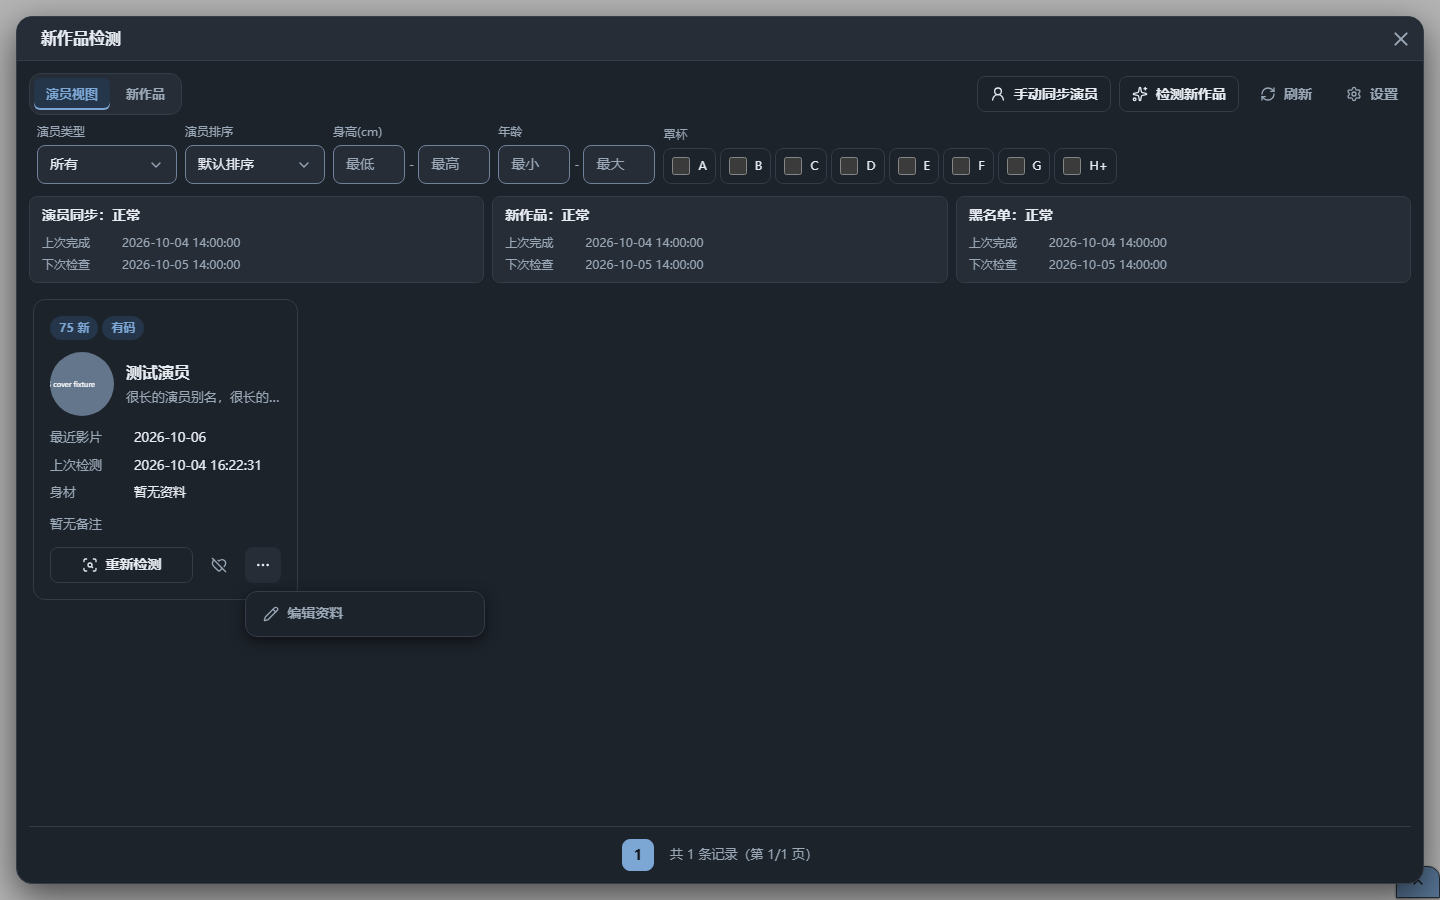 新作品检测
演员视图 新作品 手动同步演员 检测新作品 刷新 设置
演员类型 演员排序 身高(cm) 年龄 罩杯
所有 默认排序 最低 - 最高 最小 - 最大 A B C D E F G H+
演员同步：正常
上次完成 2026-10-04 14:00:00
下次检查 2026-10-05 14:00:00
新作品：正常
上次完成 2026-10-04 14:00:00
下次检查 2026-10-05 14:00:00
黑名单：正常
上次完成 2026-10-04 14:00:00
下次检查 2026-10-05 14:00:00
75 新 有码
cover fixture
测试演员
很长的演员别名，很长的...
最近影片 2026-10-06
上次检测 2026-10-04 16:22:31
身材 暂无资料
暂无备注
重新检测
编辑资料
1 共 1 条记录（第 1/1 页）